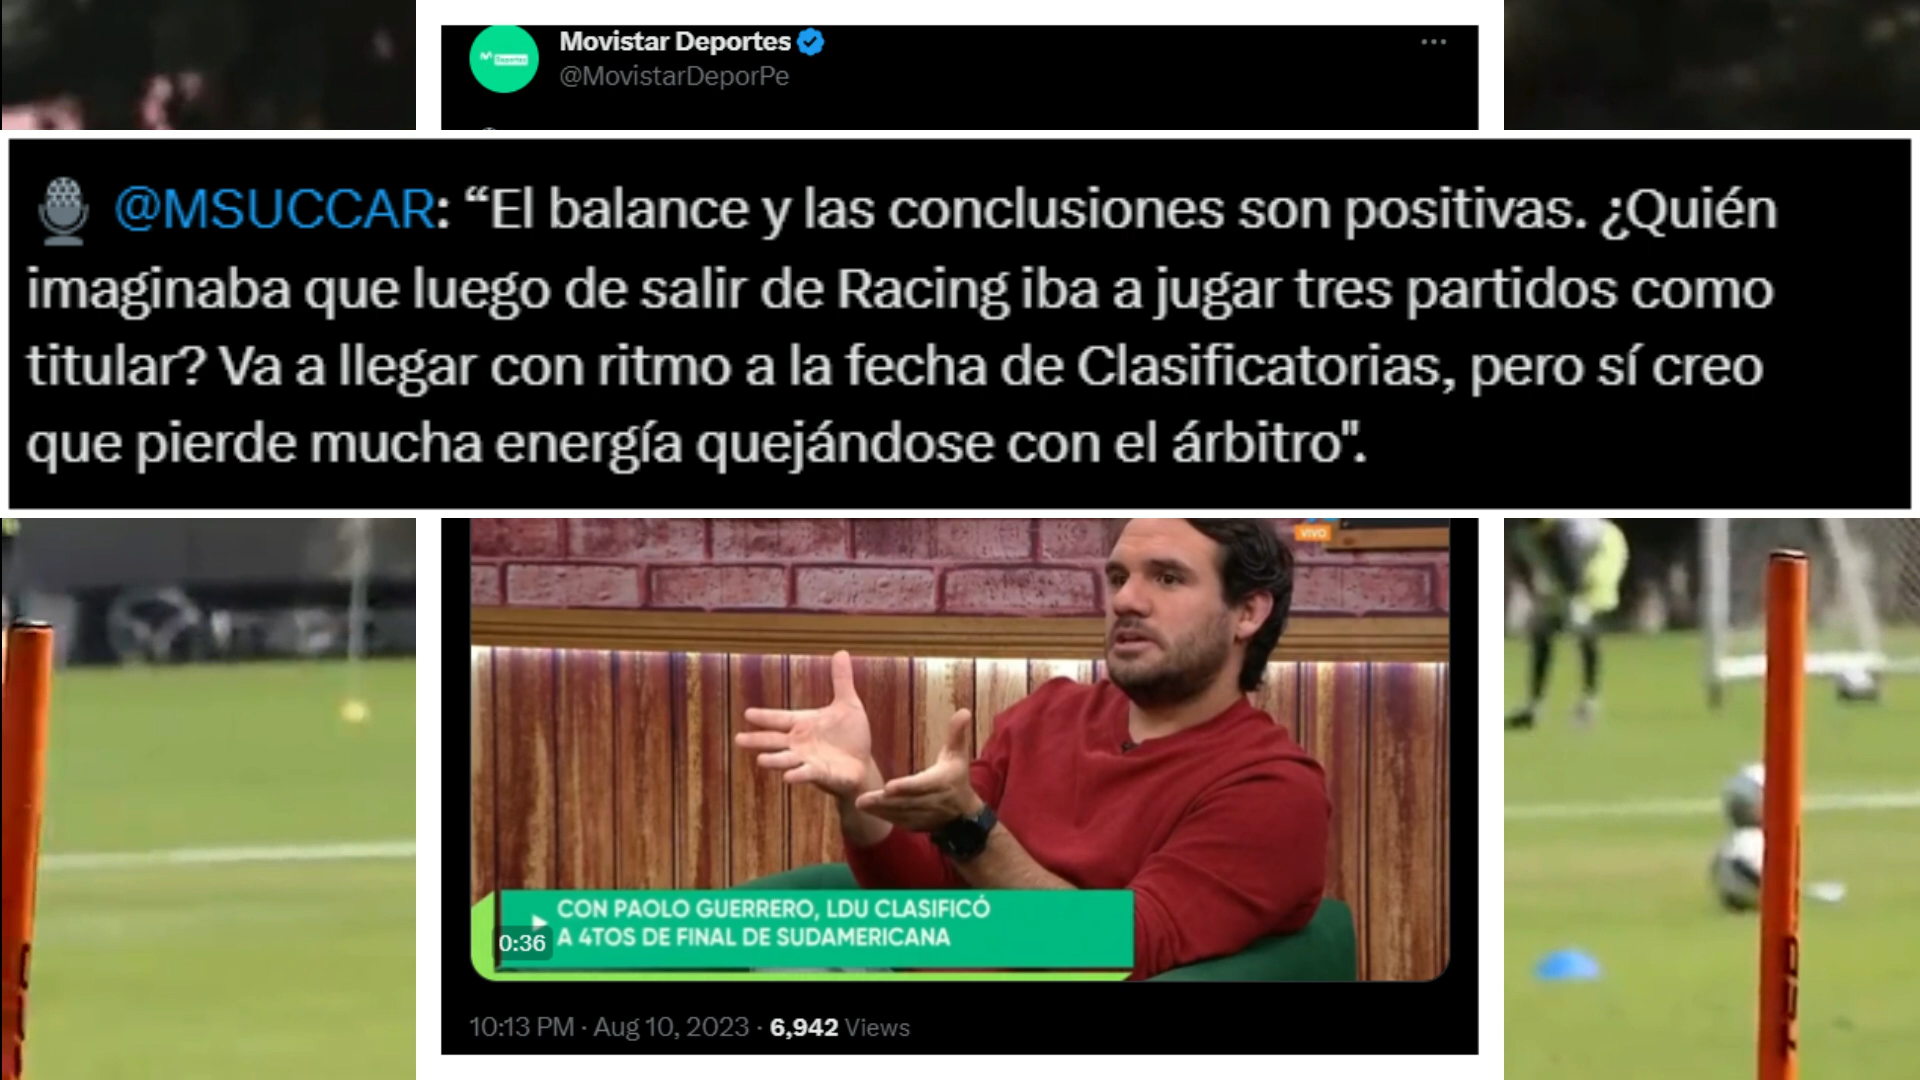 Movistar Deportes
@MovistarDeporPe
Deportes
@MSUCCAR: “El balance y las conclusiones son positivas. ¿Quién
imaginaba que luego de salir de Racing iba a jugar tres partidos como
titular? Va a llegar con ritmo a la fecha de Clasificatorias, pero sí creo
que pierde mucha energía quejándose con el árbitro".
VIVO
CON PAOLO GUERRERO, LDU CLASIFICÓ
A 4TOS DE FINAL DE SUDAMERICANA
0:36
10:13 PM · Aug 10, 2023 · 6,942 Views